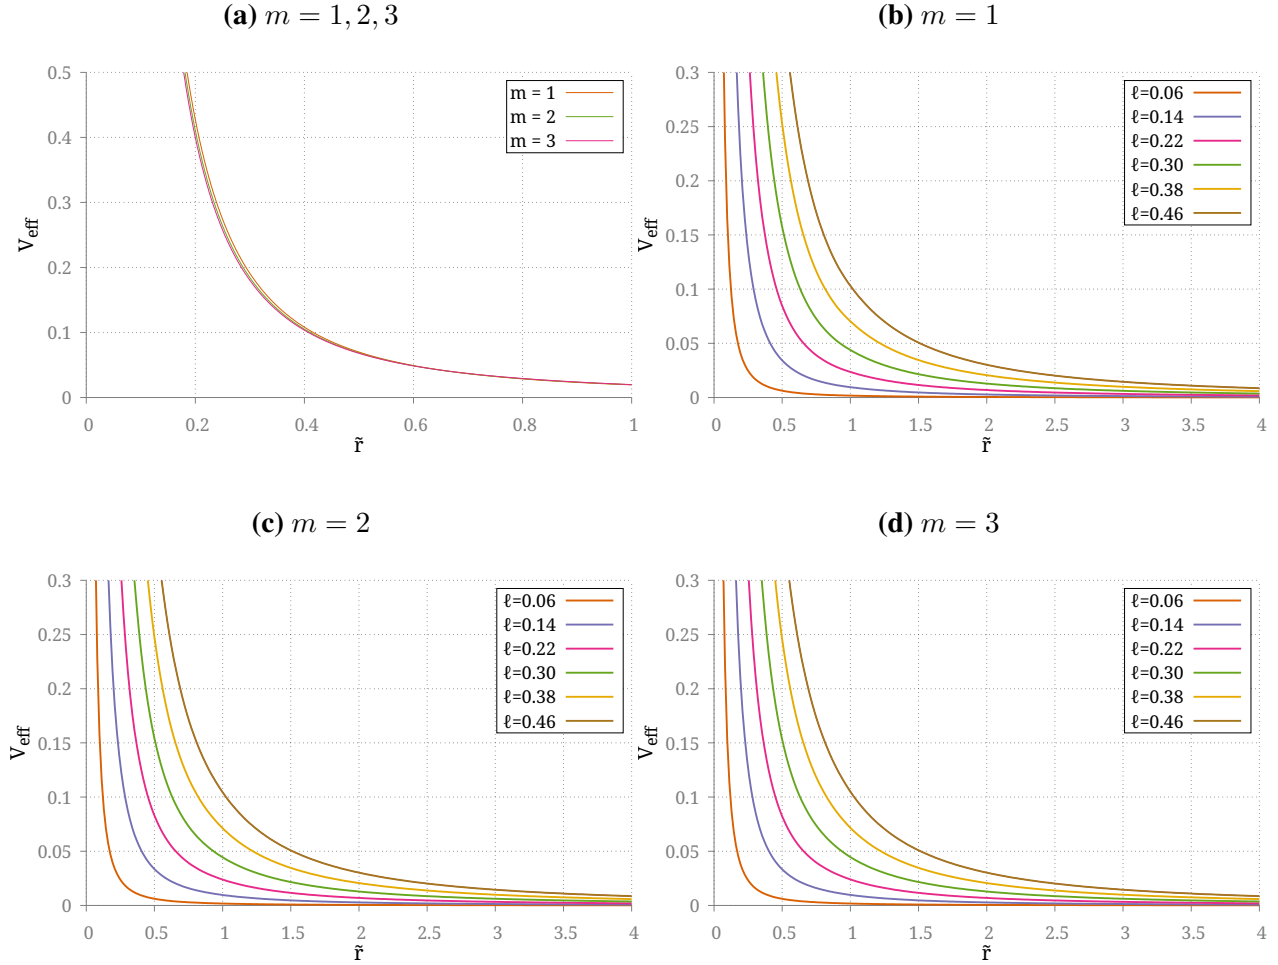 (a) m = 1, 2, 3
0.5
0.4
0.3
0.2
0.1
0
V_eff
m = 1
m = 2
m = 3
0 0.2 0.4 0.6 0.8 1
r̃
(b) m = 1
0.3
0.25
0.2
0.15
0.1
0.05
0
V_eff
ℓ=0.06
ℓ=0.14
ℓ=0.22
ℓ=0.30
ℓ=0.38
ℓ=0.46
0 0.5 1 1.5 2 2.5 3 3.5 4
r̃
(c) m = 2
0.3
0.25
0.2
0.15
0.1
0.05
0
V_eff
ℓ=0.06
ℓ=0.14
ℓ=0.22
ℓ=0.30
ℓ=0.38
ℓ=0.46
0 0.5 1 1.5 2 2.5 3 3.5 4
r̃
(d) m = 3
0.3
0.25
0.2
0.15
0.1
0.05
0
V_eff
ℓ=0.06
ℓ=0.14
ℓ=0.22
ℓ=0.30
ℓ=0.38
ℓ=0.46
0 0.5 1 1.5 2 2.5 3 3.5 4
r̃